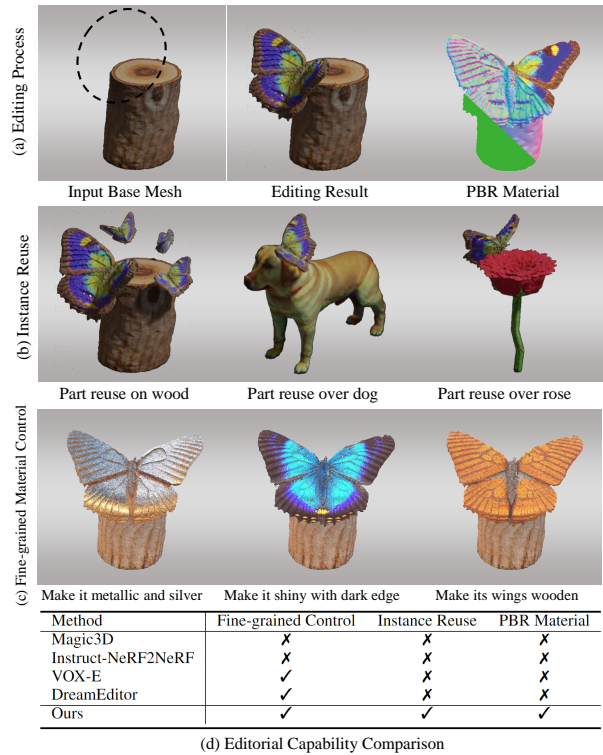 (a) Editing Process
Input Base Mesh Editing Result PBR Material
(b) Instance Reuse
Part reuse on wood Part reuse over dog Part reuse over rose
(c) Fine-grained Material Control
Make it metallic and silver Make it shiny with dark edge Make its wings wooden
Method Fine-grained Control Instance Reuse PBR Material
Magic3D ✗ ✗ ✗
Instruct-NeRF2NeRF ✗ ✗ ✗
VOX-E ✓ ✗ ✗
DreamEditor ✓ ✗ ✗
Ours ✓ ✓ ✓
(d) Editorial Capability Comparison